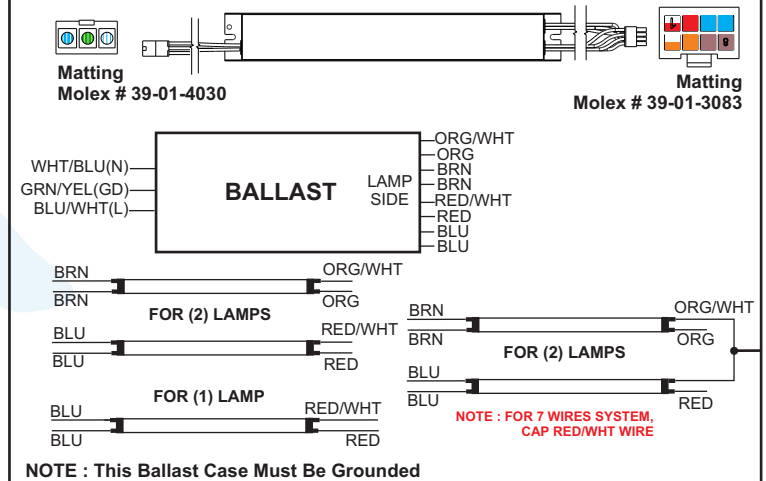 Matting
Molex # 39-01-4030
Matting
Molex # 39-01-3083
WHT/BLU(N)
GRN/YEL(GD)
BLU/WHT(L)
BALLAST
LAMP
SIDE
ORG/WHT
ORG
BRN
BRN
RED/WHT
RED
BLU
BLU
BRN
ORG/WHT
BRN
ORG
FOR (2) LAMPS
BLU
RED/WHT
BLU
RED
FOR (1) LAMP
BLU
RED/WHT
BLU
RED
BRN
ORG/WHT
BRN
ORG
FOR (2) LAMPS
BLU
BLU
RED
NOTE : FOR 7 WIRES SYSTEM,
CAP RED/WHT WIRE
NOTE : This Ballast Case Must Be Grounded